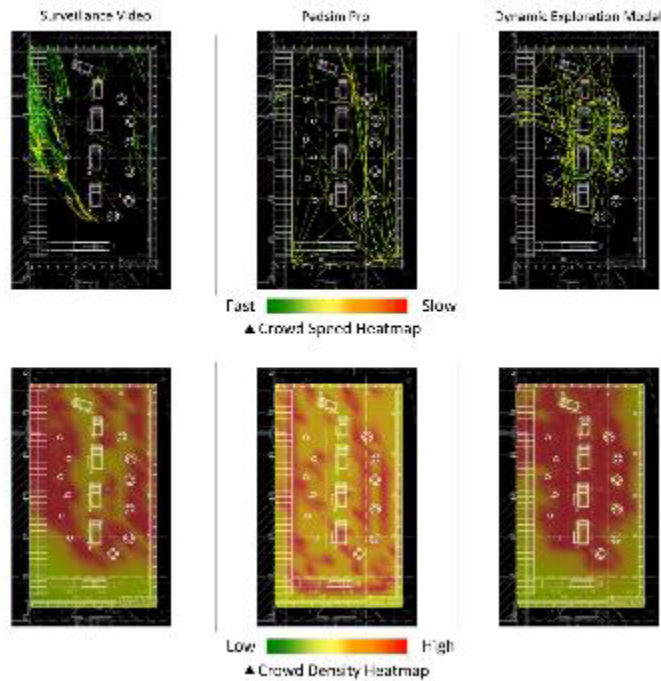 Surveillance Video
Pedsim Pro
Dynamic Exploration Model
Fast
Slow
▲ Crowd Speed Heatmap
Low
High
▲ Crowd Density Heatmap